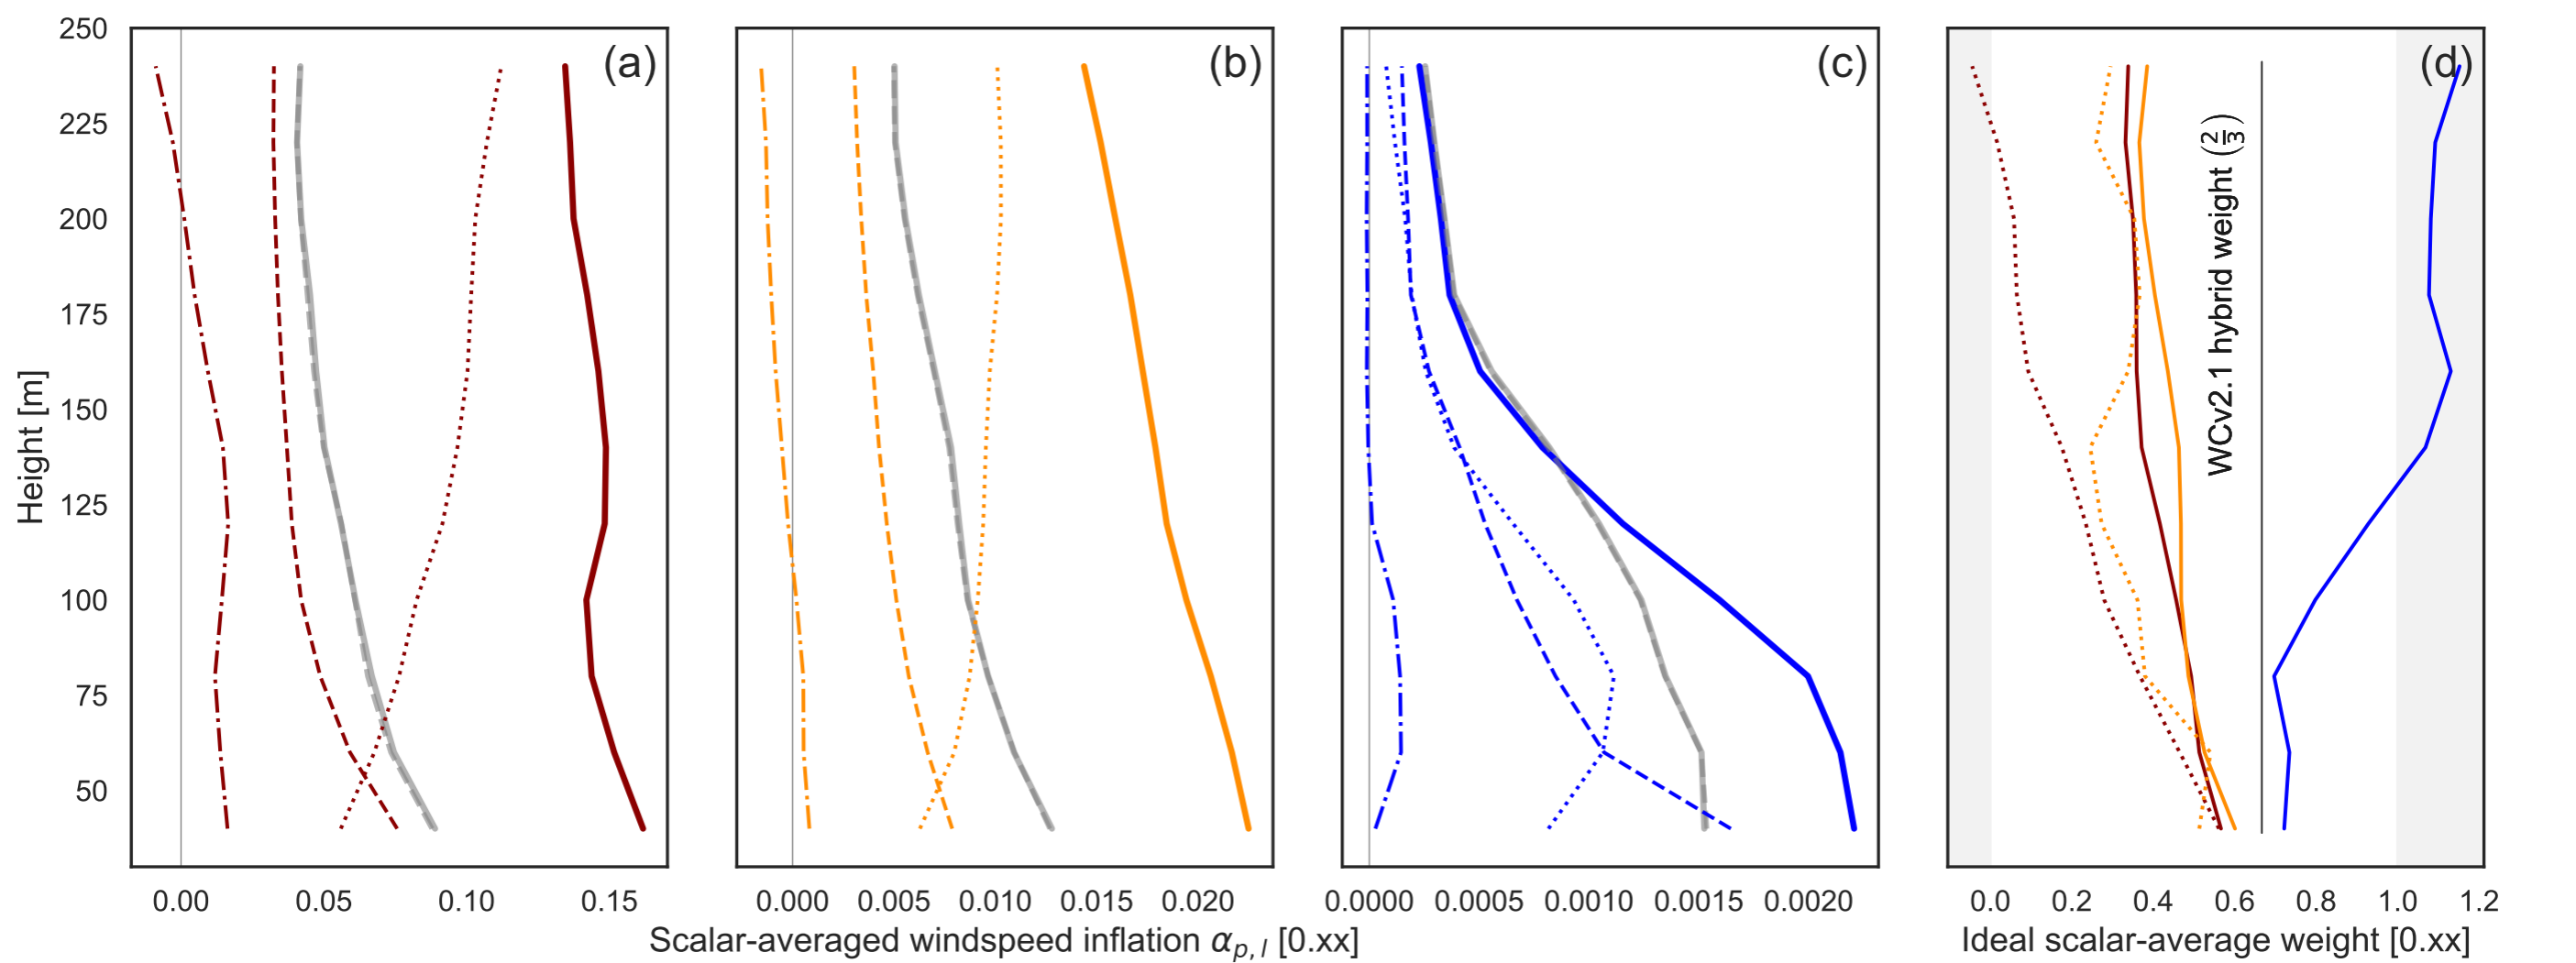 250
225
200
175
150
125
100
75
50
Height [m]
(a)
(b)
(c)
(d)
WCv2.1 hybrid weight (2/3)
0.00 0.05 0.10 0.15
0.000 0.005 0.010 0.015 0.020
0.0000 0.0005 0.0010 0.0015 0.0020
0.0 0.2 0.4 0.6 0.8 1.0 1.2
Scalar-averaged windspeed inflation α_{p, l} [0.xx]
Ideal scalar-average weight [0.xx]